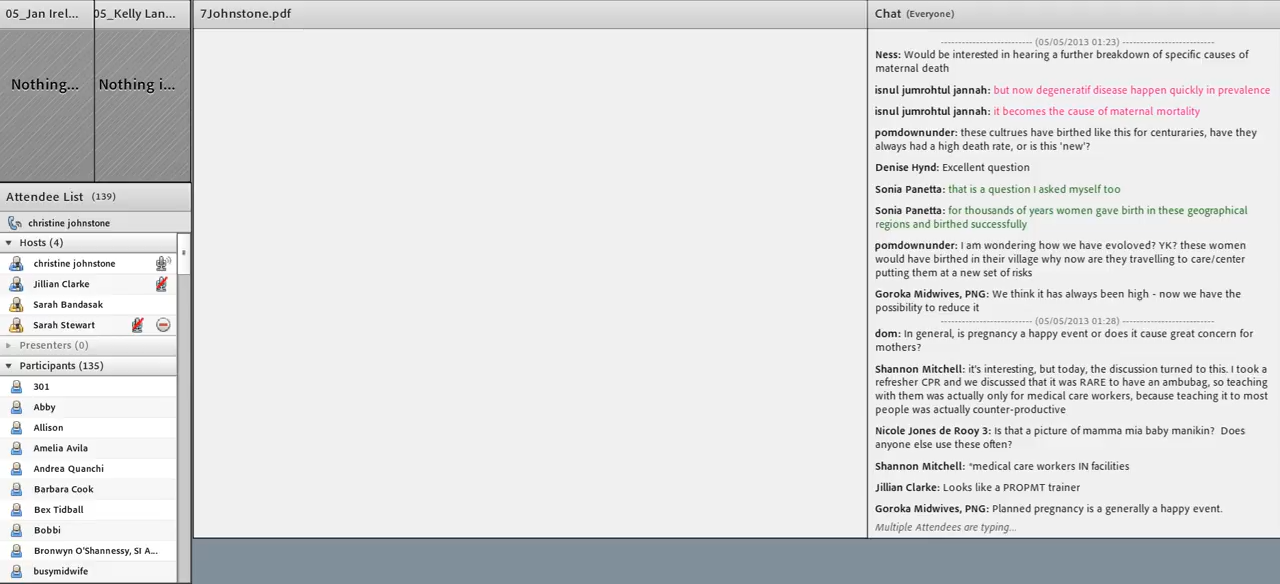 05_Jan Irel...
05_Kelly Lan...
7Johnstone.pdf
Chat (Everyone)
Nothing...
Nothing i...
Attendee List (139)
christine johnstone
Hosts (4)
christine johnstone
Jillian Clarke
Sarah Bandasak
Sarah Stewart
Presenters (0)
Participants (135)
301
Abby
Allison
Amelia Avila
Andrea Quanchi
Barbara Cook
Bex Tidball
Bobbi
Bronwyn O'Shannessy, SI A...
busymidwife
------------------------- (05/05/2013 01:23) -------------------------
Ness: Would be interested in hearing a further breakdown of specific causes of
maternal death
isnul jumrohtul jannah: but now degeneratif disease happen quickly in prevalence
isnul jumrohtul jannah: it becomes the cause of maternal mortality
pomdownunder: these cultrues have birthed like this for centuraries, have they
always had a high death rate, or is this 'new'?
Denise Hynd: Excellent question
Sonia Panetta: that is a question I asked myself too
Sonia Panetta: for thousands of years women gave birth in these geographical
regions and birthed successfully
pomdownunder: I am wondering how we have evoloved? YK? these women
would have birthed in their village why now are they travelling to care/center
putting them at a new set of risks
Goroka Midwives, PNG: We think it has always been high - now we have the
possibility to reduce it
------------------------- (05/05/2013 01:28) -------------------------
dom: In general, is pregnancy a happy event or does it cause great concern for
mothers?
Shannon Mitchell: it's interesting, but today, the discussion turned to this. I took a
refresher CPR and we discussed that it was RARE to have an ambubag, so teaching
with them was actually only for medical care workers, because teaching it to most
people was actually counter-productive
Nicole Jones de Rooy 3: Is that a picture of mamma mia baby manikin?  Does
anyone else use these often?
Shannon Mitchell: *medical care workers IN facilities
Jillian Clarke: Looks like a PROPMT trainer
Goroka Midwives, PNG: Planned pregnancy is a generally a happy event.
Multiple Attendees are typing...